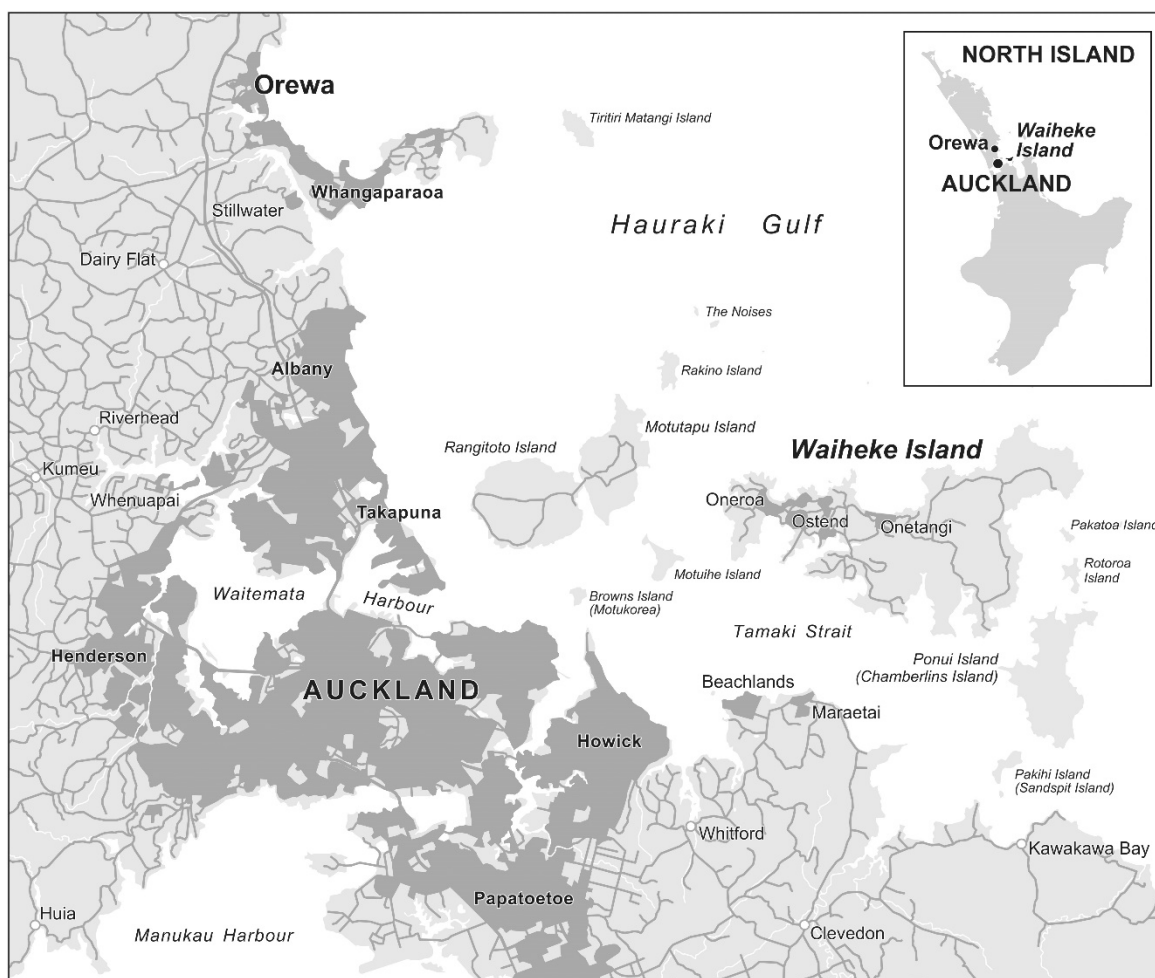 NORTH ISLAND
Orewa
Waiheke
Island
AUCKLAND
Orewa
Tiritiri Matangi Island
Whangaparaoa
Stillwater
Hauraki Gulf
Dairy Flat
The Noises
Albany
Rakino Island
Riverhead
Motutapu Island
Rangitoto Island
Waiheke Island
Kumeu
Whenuapai
Oneroa
Takapuna
Ostend
Onetangi
Pakatoa Island
Rotoroa
Island
Motuihe Island
Waitemata
Harbour
Browns Island
(Motukorea)
Tamaki Strait
Henderson
Ponui Island
(Chamberlins Island)
AUCKLAND
Beachlands
Maraetai
Howick
Pakihi Island
(Sandspit Island)
Whitford
Kawakawa Bay
Papatoetoe
Huia
Manukau Harbour
Clevedon